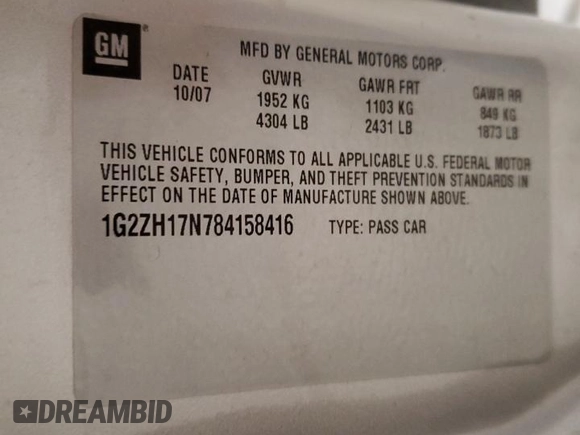 GM
MFD BY GENERAL MOTORS CORP.
DATE GVWR GAWR FRT GAWR RR
10/07 1952 KG 1103 KG 849 KG
4304 LB 2431 LB 1873 LB
THIS VEHICLE CONFORMS TO ALL APPLICABLE U.S. FEDERAL MOTOR
VEHICLE SAFETY, BUMPER, AND THEFT PREVENTION STANDARDS IN
EFFECT ON THE DATE OF MANUFACTURE SHOWN ABOVE.
1G2ZH17N784158416 TYPE: PASS CAR
DREAMBID